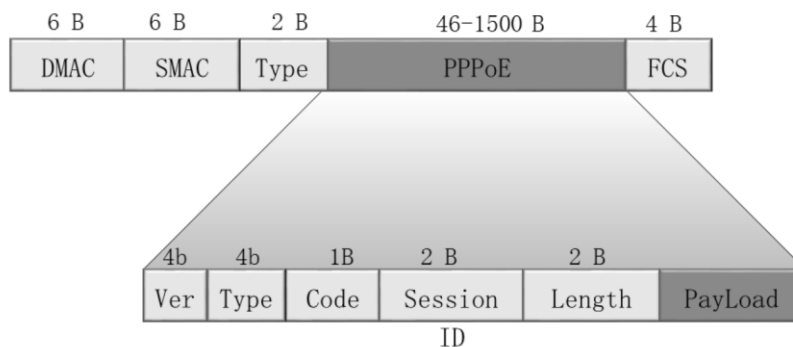 6 B 6 B 2 B 46-1500 B 4 B
DMAC SMAC Type PPPoE FCS
4b 4b 1B 2 B 2 B
Ver Type Code Session Length PayLoad
ID